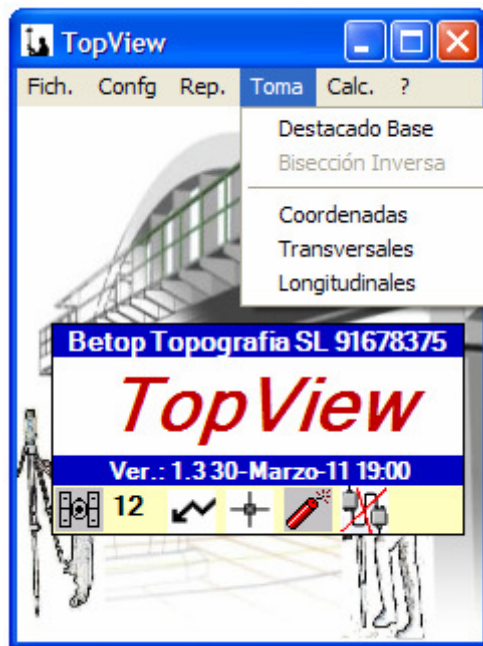 TopView
Fich. Confg Rep. Toma Calc. ?
Destacado Base
Bisección Inversa
Coordenadas
Transversales
Longitudinales
Betop Topografia SL 91678375
TopView
Ver.: 1.3 30-Marzo-11 19:00
12